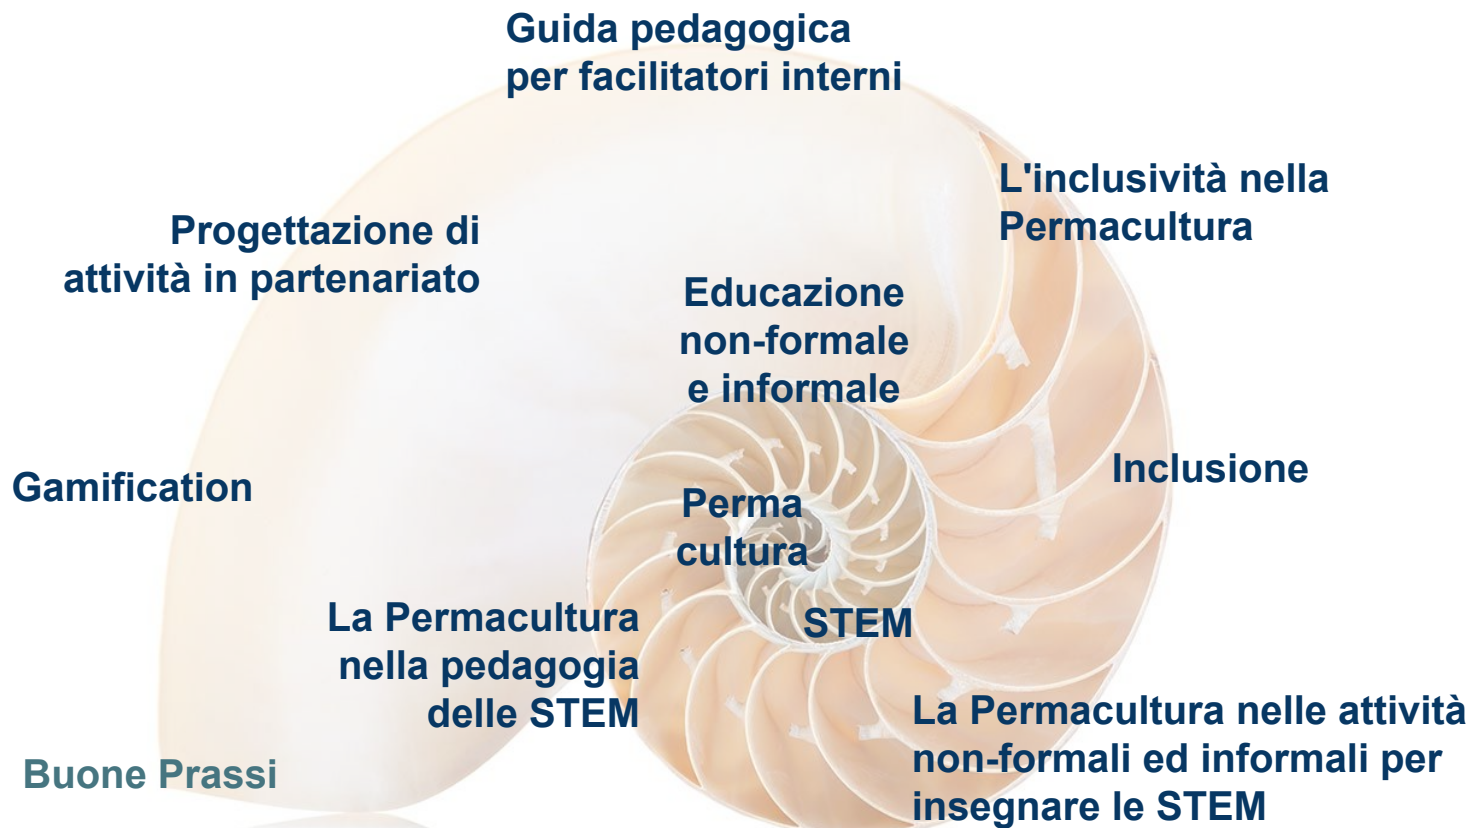 Guida pedagogica
per facilitatori interni
L'inclusività nella
Permacultura
Progettazione di
attività in partenariato
Educazione
non-formale
e informale
Inclusione
Gamification
Perma
cultura
La Permacultura
nella pedagogia
delle STEM
STEM
La Permacultura nelle attività
non-formali ed informali per
insegnare le STEM
Buone Prassi